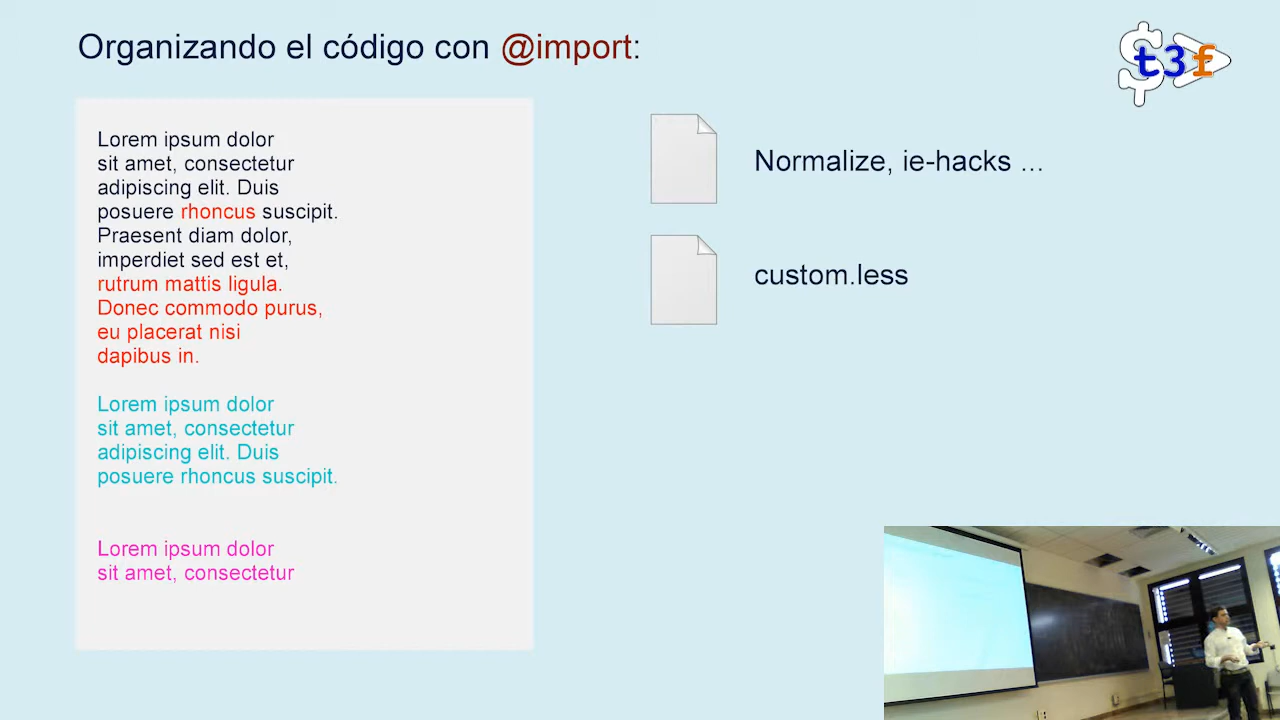 Organizando el código con @import:
t3f
Lorem ipsum dolor
sit amet, consectetur
adipiscing elit. Duis
posuere rhoncus suscipit.
Praesent diam dolor,
imperdiet sed est et,
rutrum mattis ligula.
Donec commodo purus,
eu placerat nisi
dapibus in.
Lorem ipsum dolor
sit amet, consectetur
adipiscing elit. Duis
posuere rhoncus suscipit.
Lorem ipsum dolor
sit amet, consectetur
Normalize, ie-hacks ...
custom.less